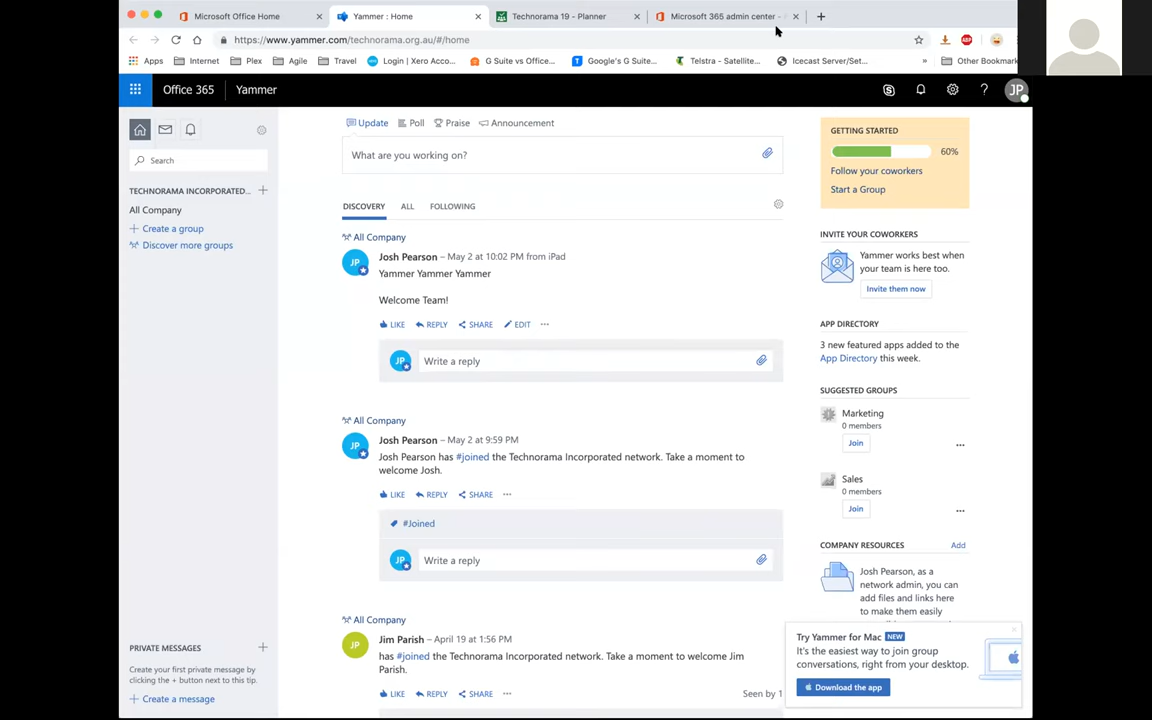 Microsoft Office Home
Yammer : Home
Technorama 19 - Planner
Microsoft 365 admin center -
https://www.yammer.com/technorama.org.au/#/home
ABP
Apps
Internet
Plex
Agile
Travel
Login | Xero Acco...
G Suite vs Office...
Google's G Suite...
Telstra - Satellite...
Icecast Server/Set...
»
Other Bookmark
Office 365
Yammer
JP
Update
Poll
Praise
Announcement
What are you working on?
Search
TECHNORAMA INCORPORATED...
All Company
Create a group
Discover more groups
DISCOVERY
ALL
FOLLOWING
All Company
JP
Josh Pearson – May 2 at 10:02 PM from iPad
Yammer Yammer Yammer
Welcome Team!
LIKE
REPLY
SHARE
EDIT
JP
Write a reply
All Company
JP
Josh Pearson – May 2 at 9:59 PM
Josh Pearson has #joined the Technorama Incorporated network. Take a moment to
welcome Josh.
LIKE
REPLY
SHARE
#Joined
JP
Write a reply
All Company
JP
Jim Parish – April 19 at 1:56 PM
has #joined the Technorama Incorporated network. Take a moment to welcome Jim
Parish.
LIKE
REPLY
SHARE
Seen by 1
PRIVATE MESSAGES
Create your first private message by
clicking the + button next to this tip.
Create a message
GETTING STARTED
60%
Follow your coworkers
Start a Group
INVITE YOUR COWORKERS
Yammer works best when
your team is here too.
Invite them now
APP DIRECTORY
3 new featured apps added to the
App Directory this week.
SUGGESTED GROUPS
Marketing
0 members
Join
Sales
0 members
Join
COMPANY RESOURCES
Add
Josh Pearson, as a
network admin, you can
add files and links here
to make them easily
Try Yammer for Mac NEW
It's the easiest way to join group
conversations, right from your desktop.
Download the app